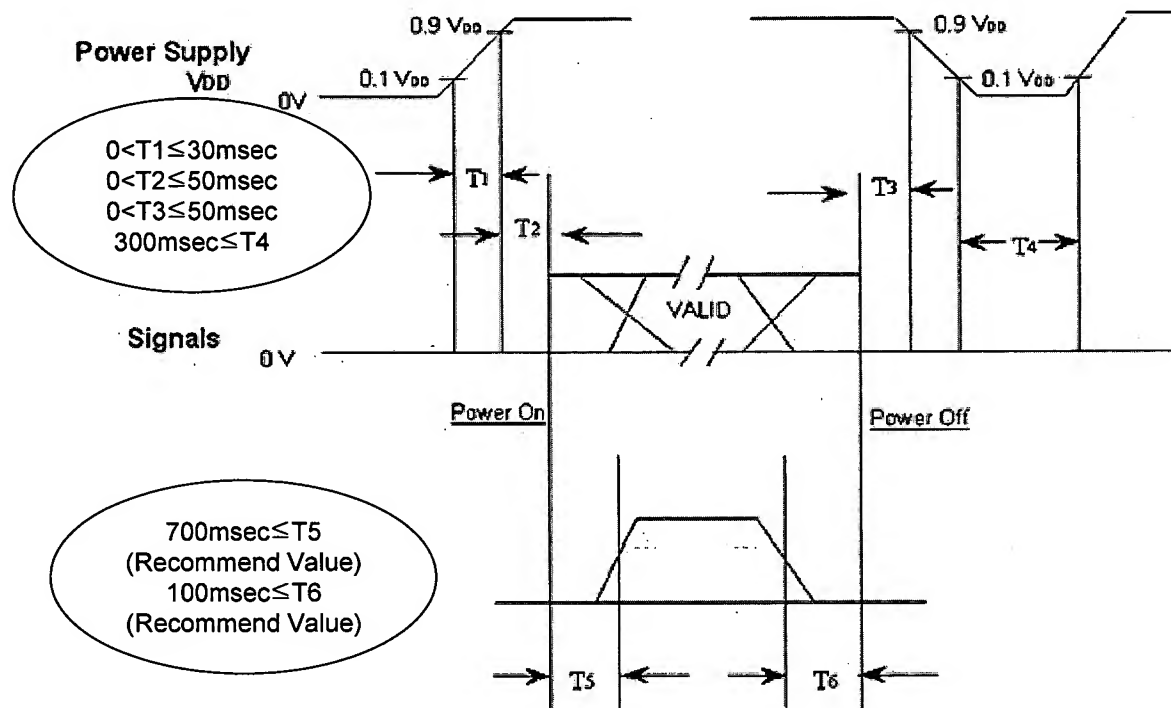 0.9 VDD
0.9 VDD
Power Supply
VDD
0.1 VDD
0.1 VDD
0V
0<T1≦30msec
0<T2≦50msec
0<T3≦50msec
300msec≦T4
T1
T3
T2
T4
VALID
Signals
0 V
Power On
Power Off
700msec≦T5
(Recommend Value)
100msec≦T6
(Recommend Value)
T5
T6